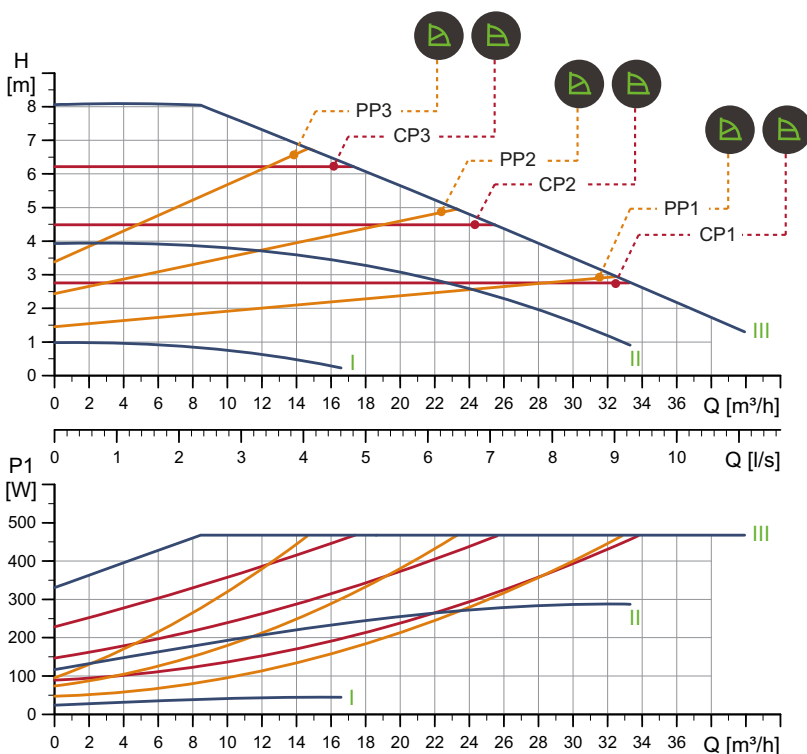 H
[m]
8
7
6
5
4
3
2
1
0
PP3
CP3
PP2
CP2
PP1
CP1
I
II
III
0 2 4 6 8 10 12 14 16 18 20 22 24 26 28 30 32 34 36 Q [m³/h]
0 1 2 3 4 5 6 7 8 9 10 Q [l/s]
P1
[W]
500
400
300
200
100
0
III
II
I
0 2 4 6 8 10 12 14 16 18 20 22 24 26 28 30 32 34 36 Q [m³/h]